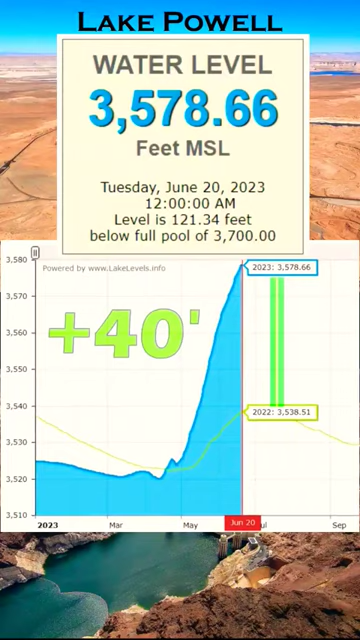 LAKE POWELL
WATER LEVEL
3,578.66
Feet MSL
Tuesday, June 20, 2023
12:00:00 AM
Level is 121.34 feet
below full pool of 3,700.00
3,580
Powered by www.LakeLevels.info
2023: 3,578.66
3,570
+40'
3,560
3,550
3,540
2022: 3,538.51
3,530
3,520
3,510
2023 Mar May Jun 20 ul Sep